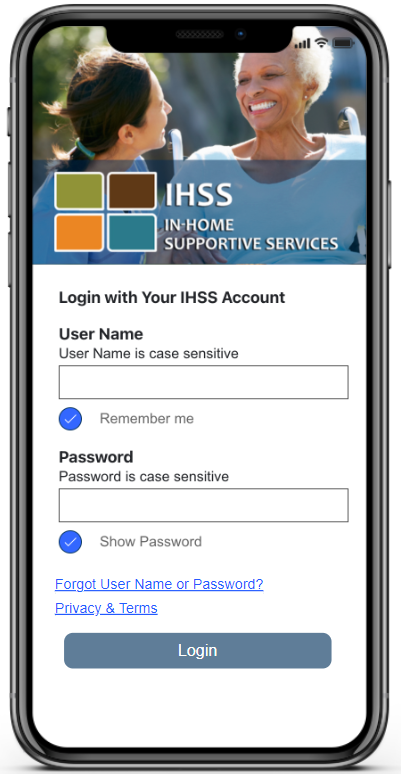 IHSS
IN-HOME
SUPPORTIVE SERVICES
Login with Your IHSS Account
User Name
User Name is case sensitive
Remember me
Password
Password is case sensitive
Show Password
Forgot User Name or Password?
Privacy & Terms
Login